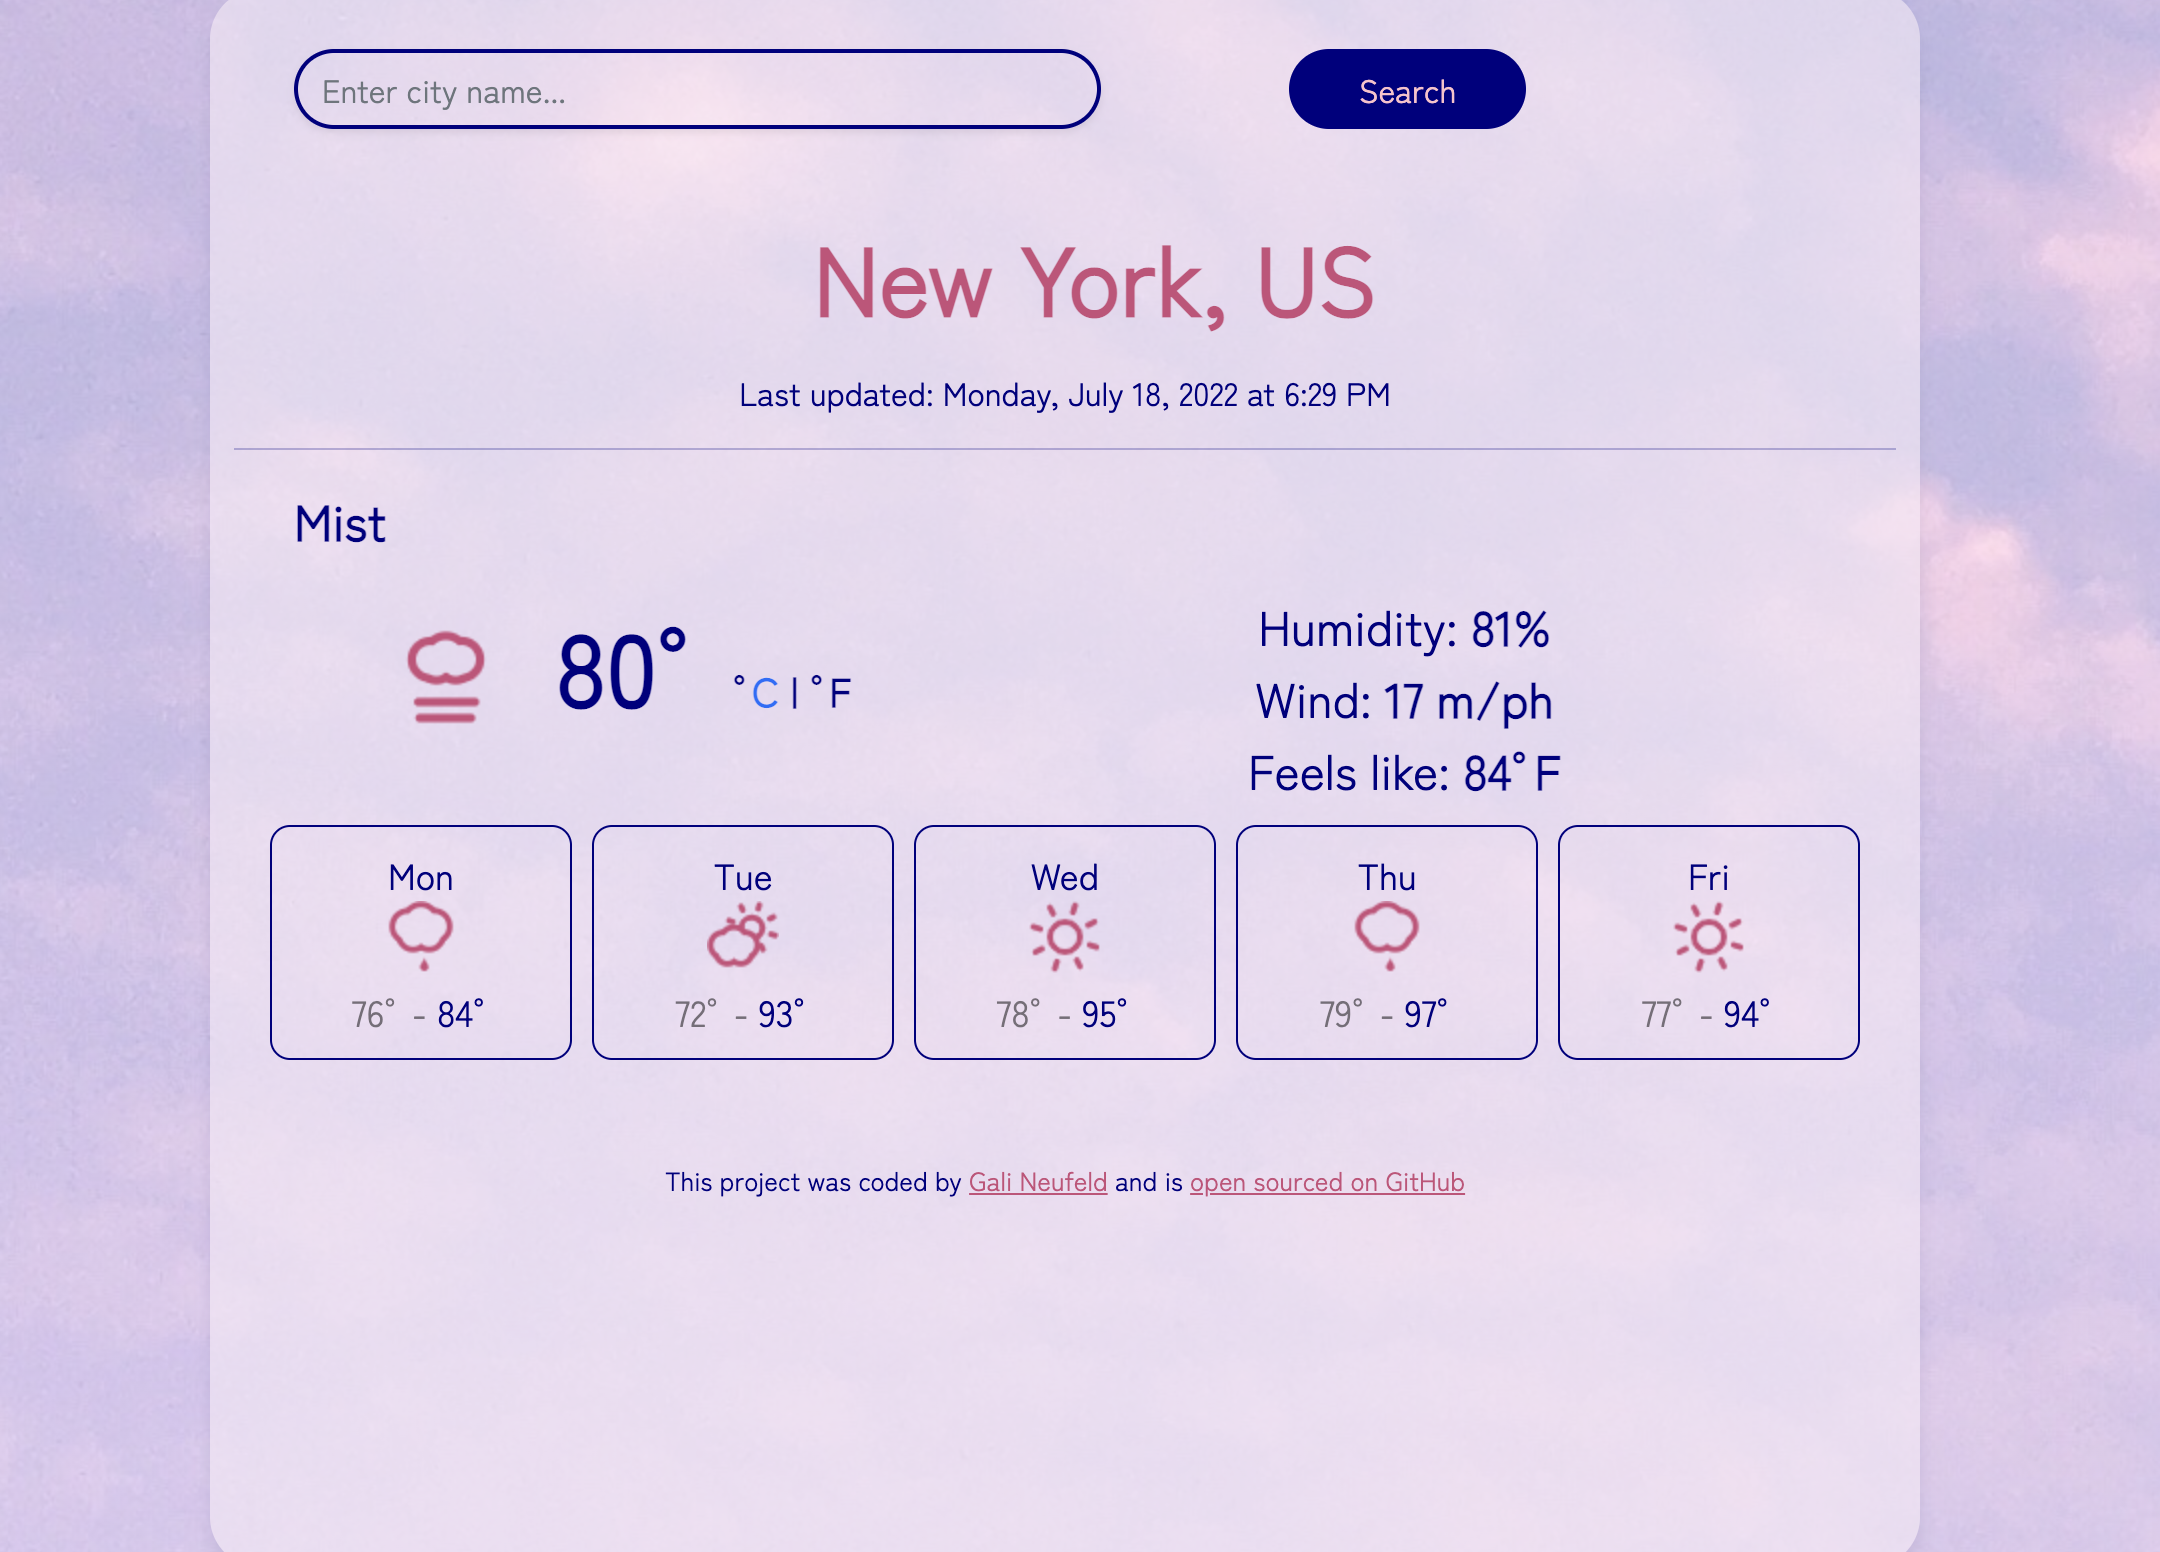 Enter city name...
Search
New York, US
Last updated: Monday, July 18, 2022 at 6:29 PM
Mist
80°
°C | °F
Humidity: 81%
Wind: 17 m/ph
Feels like: 84°F
Mon
76° - 84°
Tue
72° - 93°
Wed
78° - 95°
Thu
79° - 97°
Fri
77° - 94°
This project was coded by Gali Neufeld and is open sourced on GitHub